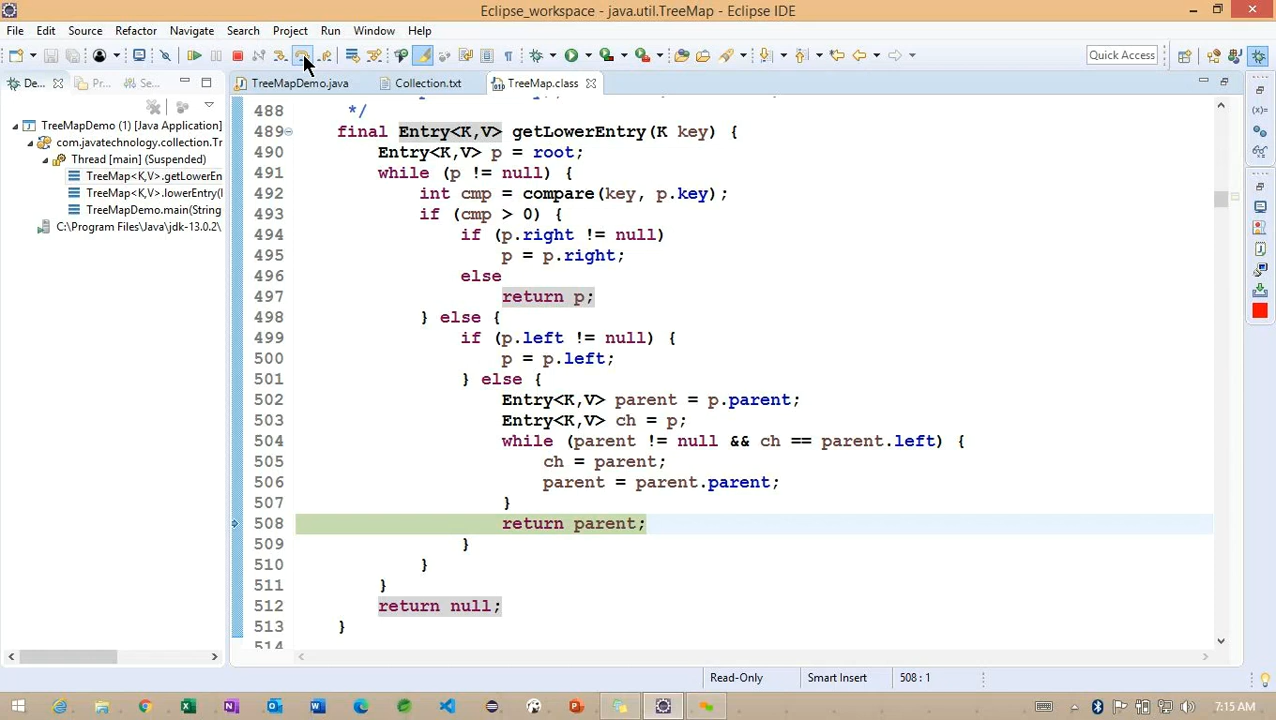 Eclipse_workspace - java.util.TreeMap - Eclipse IDE
File Edit Source Refactor Navigate Search Project Run Window Help
Quick Access
De... Pr... Se...
TreeMapDemo.java Collection.txt TreeMap.class
TreeMapDemo (1) [Java Application]
com.javatechnology.collection.Tr
Thread [main] (Suspended)
TreeMap<K,V>.getLowerEn
TreeMap<K,V>.lowerEntry(
TreeMapDemo.main(String
C:\Program Files\Java\jdk-13.0.2\
488 */
489 final Entry<K,V> getLowerEntry(K key) {
490 Entry<K,V> p = root;
491 while (p != null) {
492 int cmp = compare(key, p.key);
493 if (cmp > 0) {
494 if (p.right != null)
495 p = p.right;
496 else
497 return p;
498 } else {
499 if (p.left != null) {
500 p = p.left;
501 } else {
502 Entry<K,V> parent = p.parent;
503 Entry<K,V> ch = p;
504 while (parent != null && ch == parent.left) {
505 ch = parent;
506 parent = parent.parent;
507 }
508 return parent;
509 }
510 }
511 }
512 return null;
513 }
514
Read-Only Smart Insert 508 : 1
7:15 AM